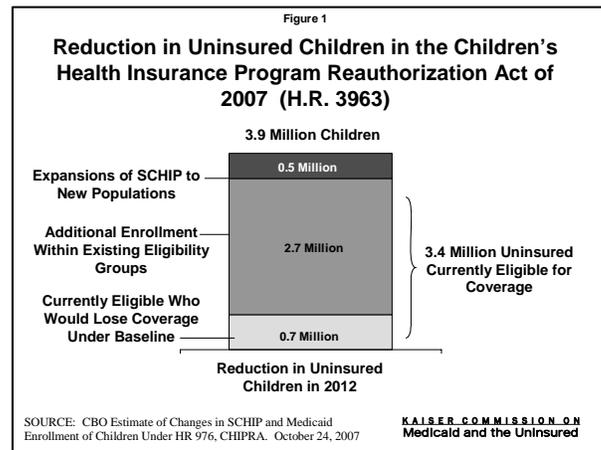 Figure 1
Reduction in Uninsured Children in the Children's
Health Insurance Program Reauthorization Act of
2007 (H.R. 3963)
3.9 Million Children
0.5 Million
Expansions of SCHIP to
New Populations
Additional Enrollment
Within Existing Eligibility
Groups
2.7 Million
3.4 Million Uninsured
Currently Eligible for
Coverage
Currently Eligible Who
Would Lose Coverage
Under Baseline
0.7 Million
Reduction in Uninsured
Children in 2012
SOURCE: CBO Estimate of Changes in SCHIP and Medicaid
Enrollment of Children Under HR 976, CHIPRA. October 24, 2007
KAISER COMMISSION ON
Medicaid and the Uninsured